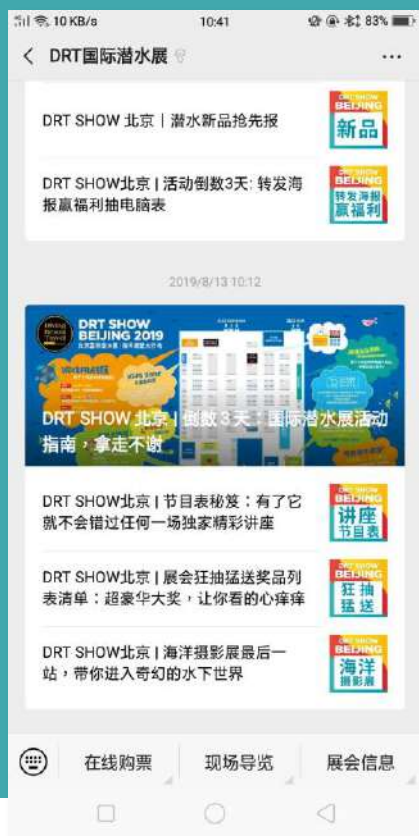 10 KB/s
10:41
83%
DRT国际潜水展
DRT SHOW 北京｜潜水新品抢先报
DRT SHOW
BEIJING
新品
DRT SHOW北京 | 活动倒数3天: 转发海
报赢福利抽电脑表
DRT SHOW
BEIJING
转发海报
赢福利
2019/8/13 10:12
DRT SHOW
BEIJING 2019
DRT SHOW 北京 | 倒数3天：国际潜水展活动
指南，拿走不谢
DRT SHOW北京 | 节目表秘笈：有了它
就不会错过任何一场独家精彩讲座
DRT SHOW
BEIJING
讲座
节目表
DRT SHOW北京 | 展会狂抽猛送奖品列
表清单：超豪华大奖，让你看的心痒痒
DRT SHOW
BEIJING
狂抽
猛送
DRT SHOW北京 | 海洋摄影展最后一
站，带你进入奇幻的水下世界
DRT SHOW
BEIJING
海洋
摄影展
在线购票
现场导览
展会信息